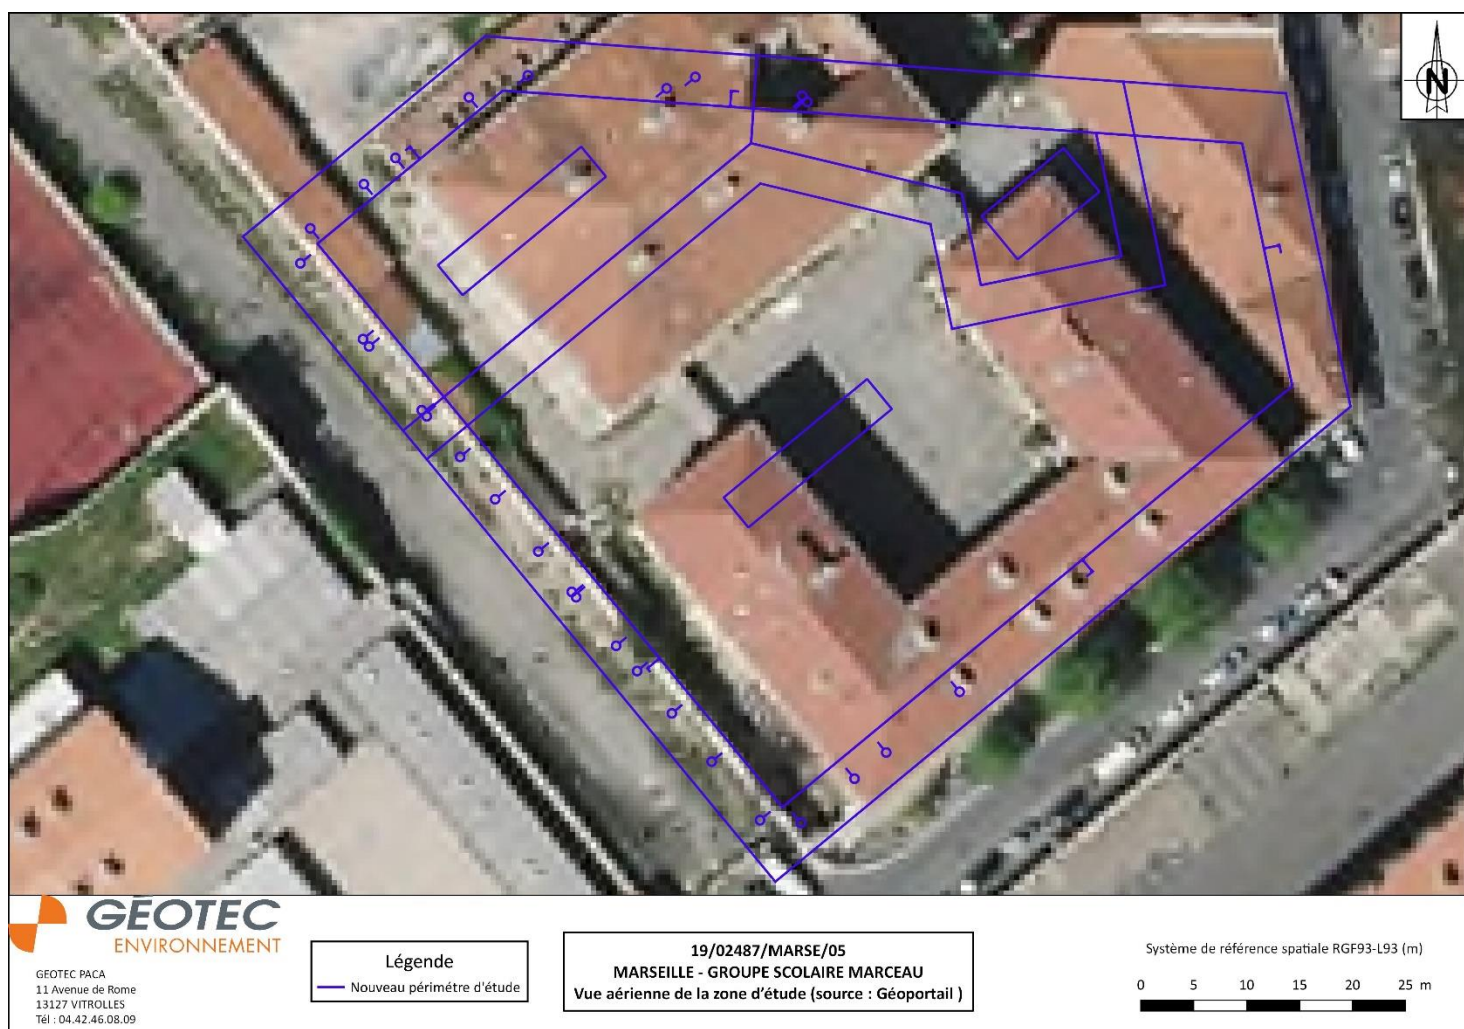 N
GEOTEC
ENVIRONNEMENT
GEOTEC PACA
11 Avenue de Rome
13127 VITROLLES
Tél : 04.42.46.08.09
Légende
Nouveau périmétre d'étude
19/02487/MARSE/05
MARSEILLE - GROUPE SCOLAIRE MARCEAU
Vue aérienne de la zone d'étude (source : Géoportail )
Système de référence spatiale RGF93-L93 (m)
0 5 10 15 20 25 m